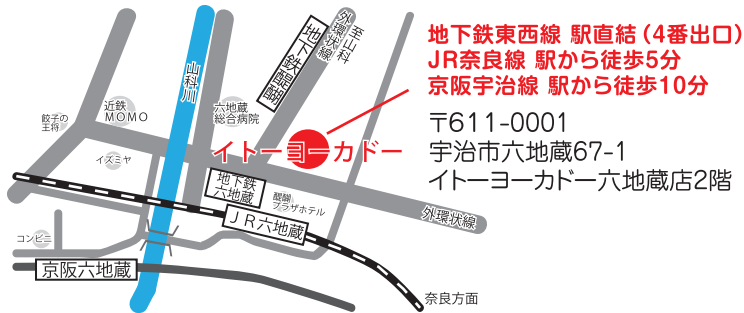 地下鉄東西線 駅直結（4番出口）
JR奈良線 駅から徒歩5分
京阪宇治線 駅から徒歩10分
〒611-0001
宇治市六地蔵67-1
イトーヨーカドー六地蔵店2階
至山科
外環状線
地下鉄醍醐
山科川
近鉄
MOMO
餃子の
王将
六地蔵
総合病院
イズミヤ
イトーヨーカドー
地下鉄
六地蔵
醍醐
プラザホテル
JR六地蔵
外環状線
コンビニ
京阪六地蔵
奈良方面